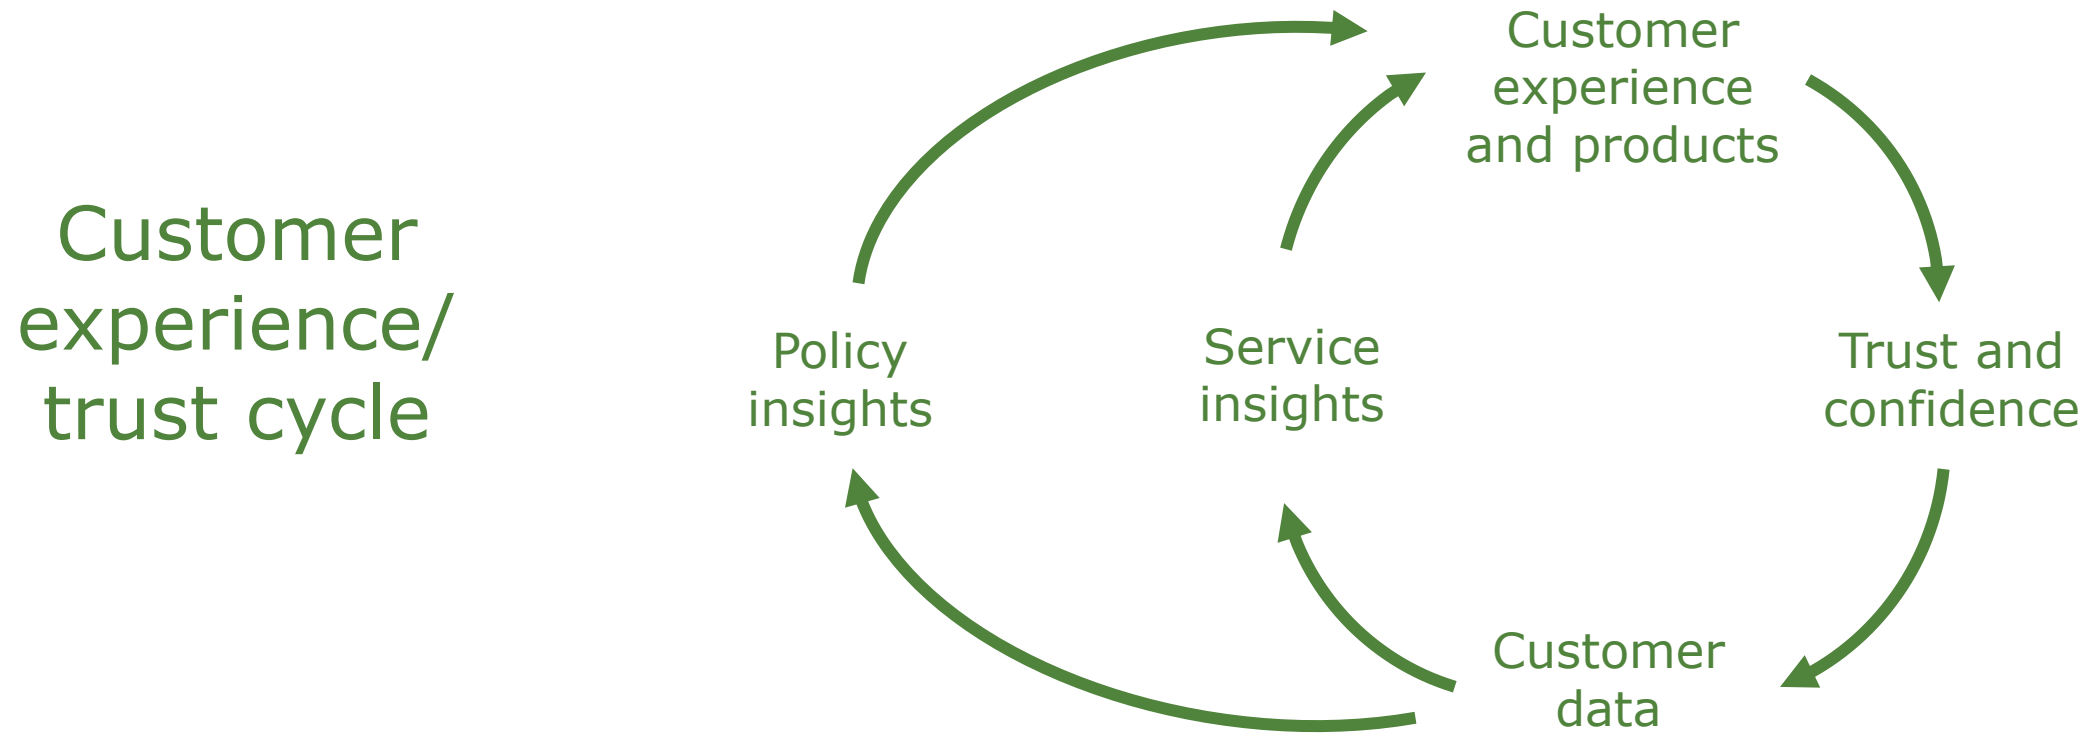 Customer
experience/
trust cycle
Customer
experience
and products
Policy
insights
Service
insights
Trust and
confidence
Customer
data